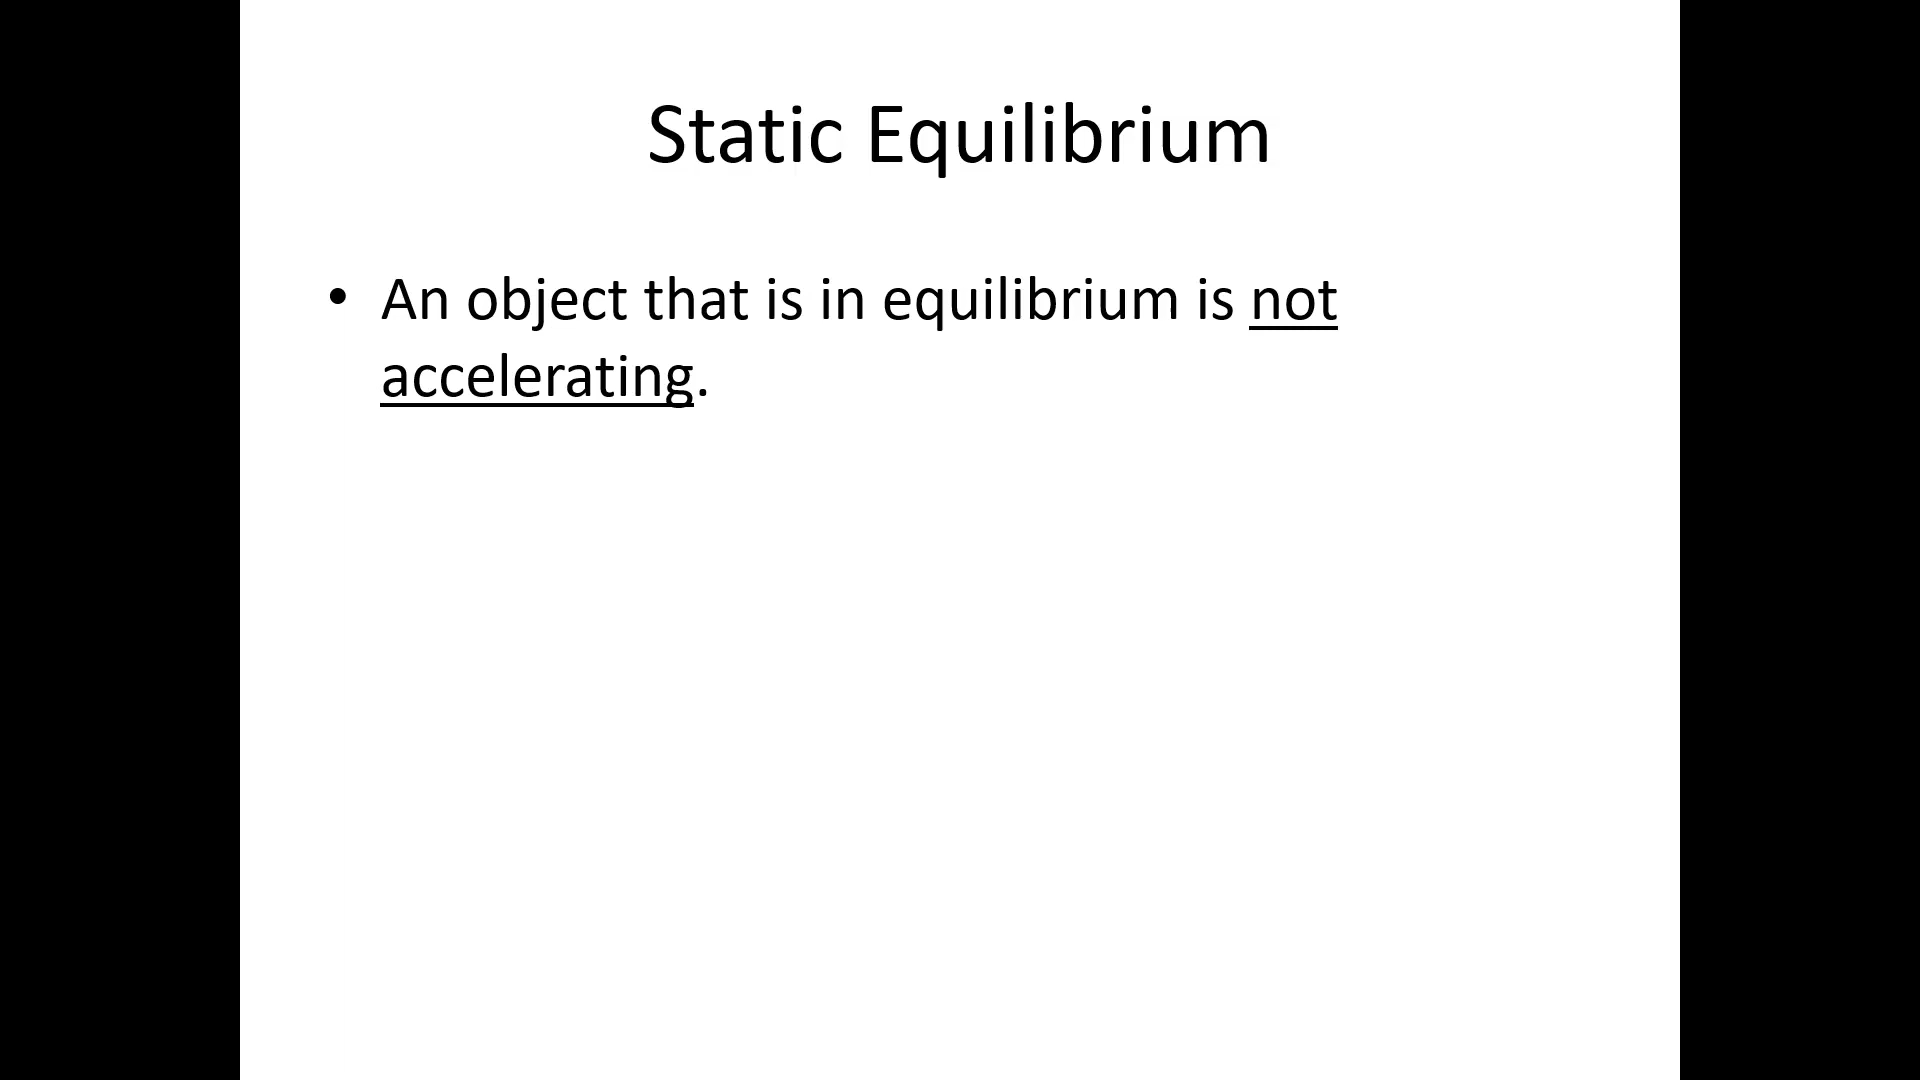 Static Equilibrium
• An object that is in equilibrium is not
accelerating.